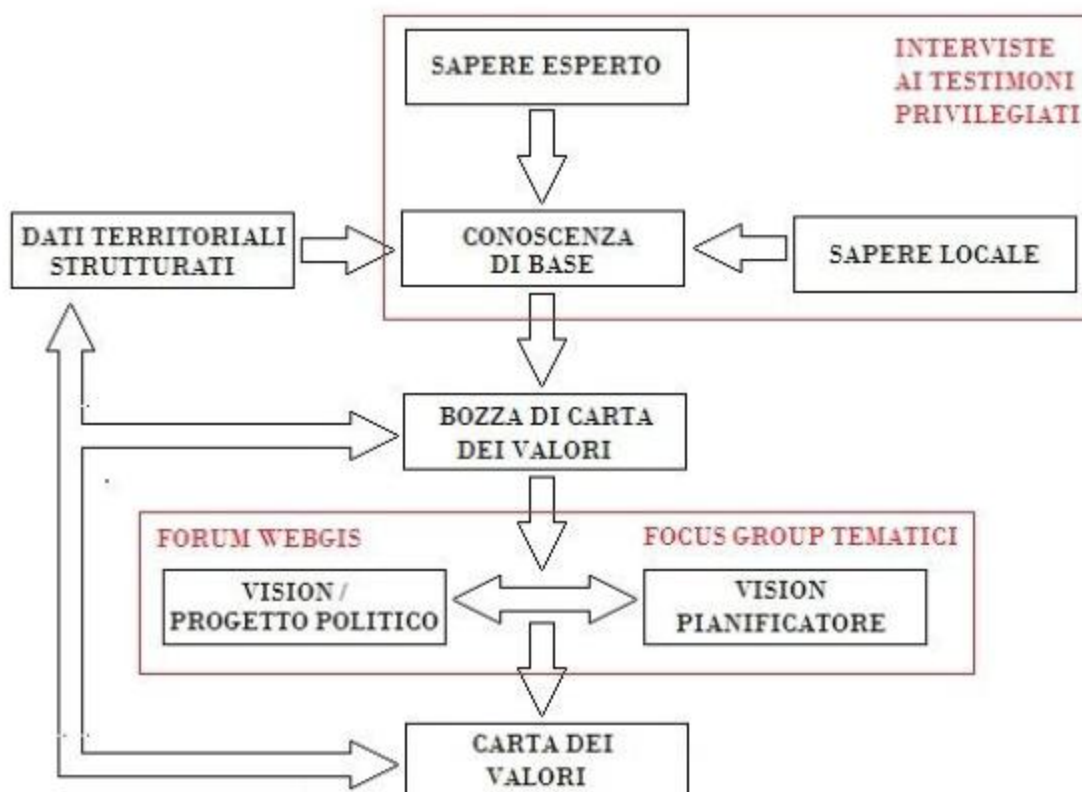 SAPERE ESPERTO
INTERVISTE
AI TESTIMONI
PRIVILEGIATI
DATI TERRITORIALI
STRUTTURATI
CONOSCENZA
DI BASE
SAPERE LOCALE
BOZZA DI CARTA
DEI VALORI
FORUM WEBGIS
FOCUS GROUP TEMATICI
VISION /
PROGETTO POLITICO
VISION
PIANIFICATORE
CARTA DEI
VALORI